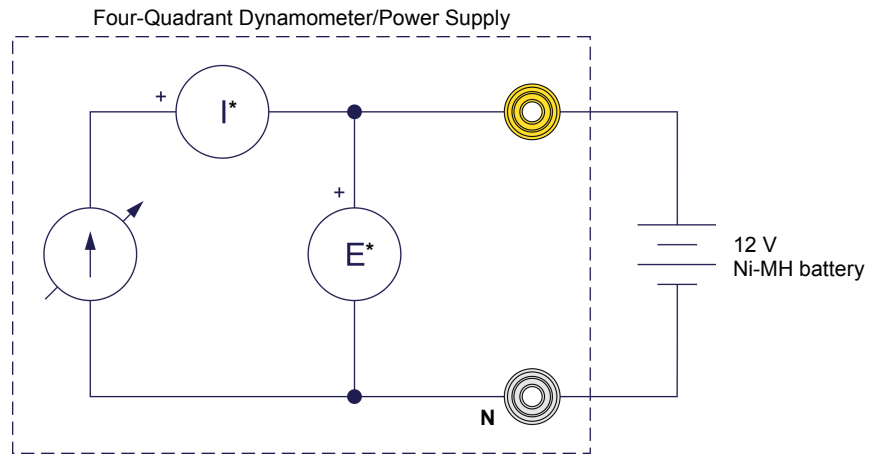 Four-Quadrant Dynamometer/Power Supply
+
I*
+
E*
12 V
Ni-MH battery
N